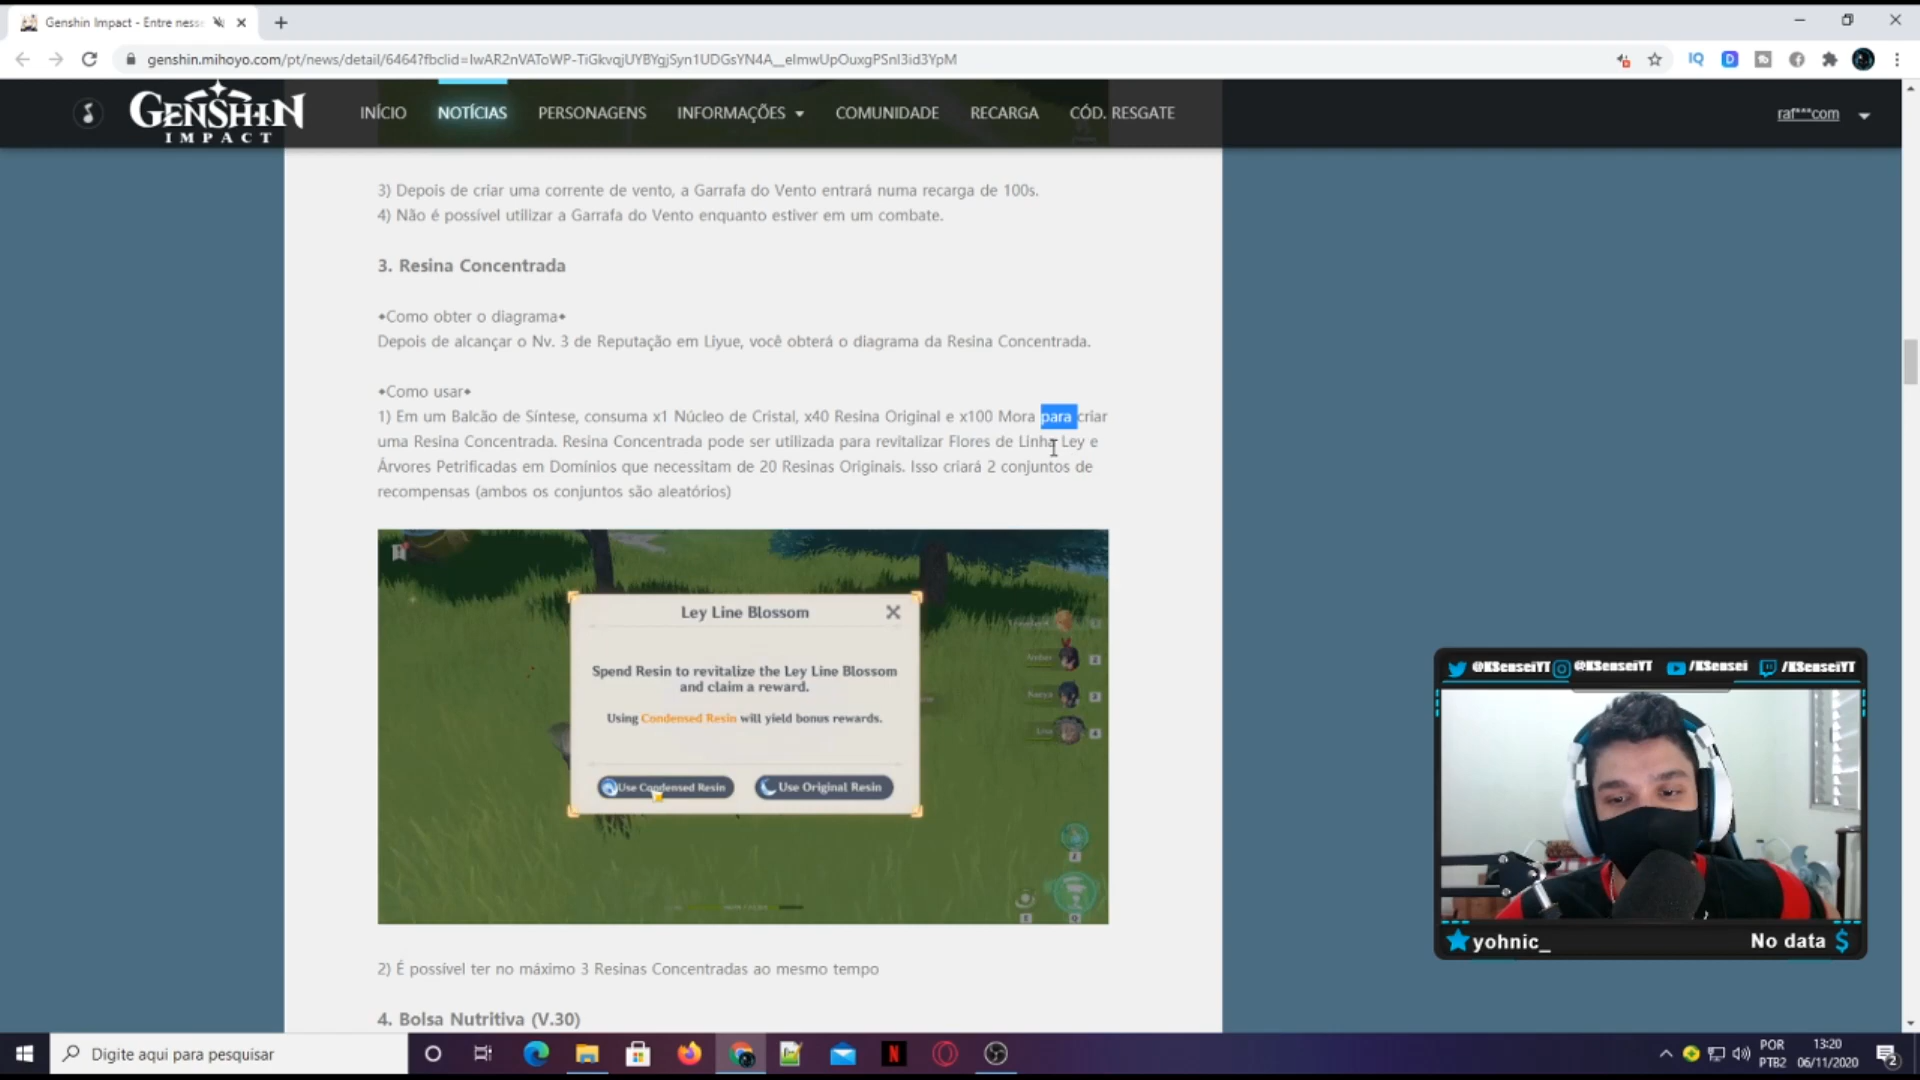 Genshin Impact - Entre ness
genshin.mihoyo.com/pt/news/detail/6464?fbclid=IwAR2nVAToWP-TiGkvqjUYBYgjSyn1UDGsYN4A__eImwUpOuxgPSnI3id3YpM
GENSHIN
IMPACT
INÍCIO
NOTÍCIAS
PERSONAGENS
INFORMAÇÕES
COMUNIDADE
RECARGA
CÓD. RESGATE
raf***com
3) Depois de criar uma corrente de vento, a Garrafa do Vento entrará numa recarga de 100s.
4) Não é possível utilizar a Garrafa do Vento enquanto estiver em um combate.
3. Resina Concentrada
◆Como obter o diagrama◆
Depois de alcançar o Nv. 3 de Reputação em Liyue, você obterá o diagrama da Resina Concentrada.
◆Como usar◆
1) Em um Balcão de Síntese, consuma x1 Núcleo de Cristal, x40 Resina Original e x100 Mora para criar
uma Resina Concentrada. Resina Concentrada pode ser utilizada para revitalizar Flores de Linha Ley e
Árvores Petrificadas em Domínios que necessitam de 20 Resinas Originais. Isso criará 2 conjuntos de
recompensas (ambos os conjuntos são aleatórios)
Ley Line Blossom
Spend Resin to revitalize the Ley Line Blossom
and claim a reward.
Using Condensed Resin will yield bonus rewards.
Use Condensed Resin
Use Original Resin
Amber
Kaeya
Lisa
E
Q
2) É possível ter no máximo 3 Resinas Concentradas ao mesmo tempo
4. Bolsa Nutritiva (V.30)
@KSenseiYT
@KSenseiYT
/KSensei
/KSenseiYT
yohnic_
No data $
Digite aqui para pesquisar
POR
PTB2
13:20
06/11/2020
2